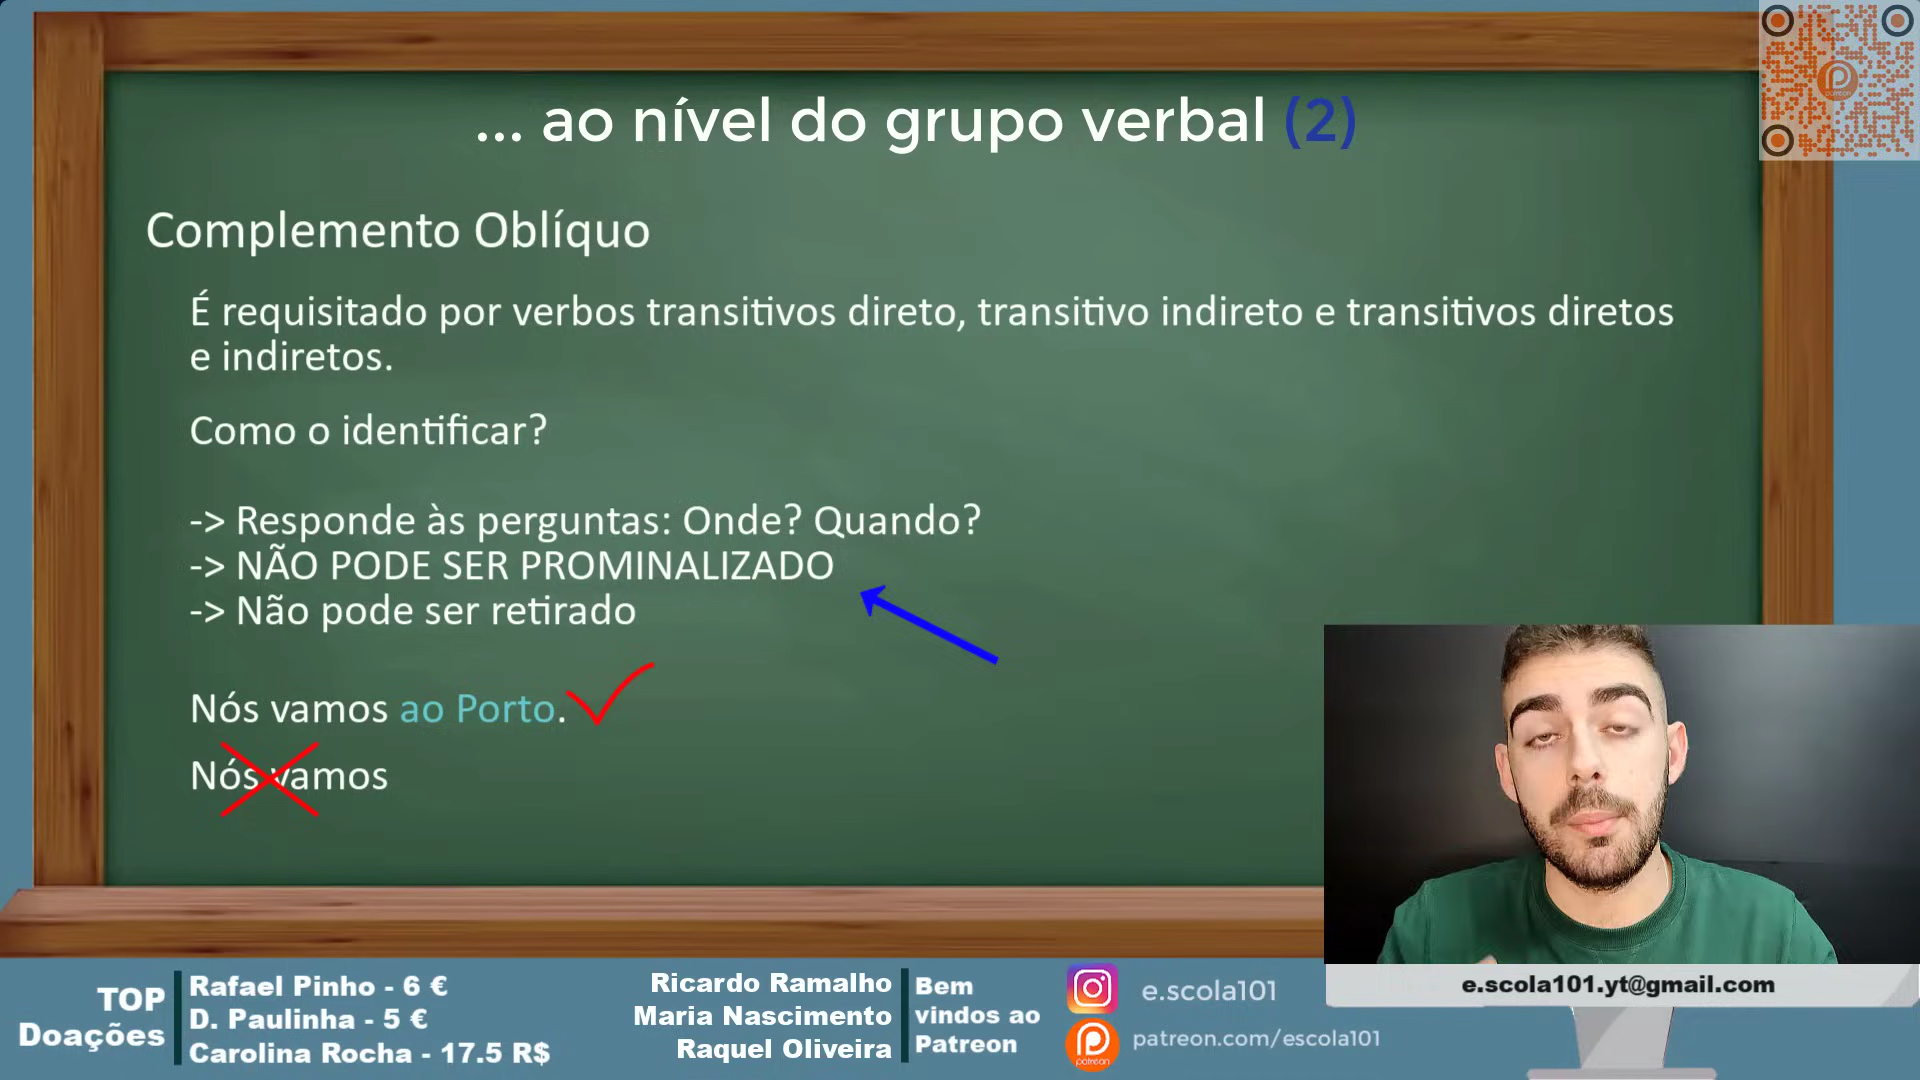 ... ao nível do grupo verbal (2)
Complemento Oblíquo
É requisitado por verbos transitivos direto, transitivo indireto e transitivos diretos
e indiretos.
Como o identificar?
-> Responde às perguntas: Onde? Quando?
-> NÃO PODE SER PROMINALIZADO
-> Não pode ser retirado
Nós vamos ao Porto.
Nós vamos
e.scola101.yt@gmail.com
TOP
Doações
Rafael Pinho - 6 €
D. Paulinha - 5 €
Carolina Rocha - 17.5 R$
Ricardo Ramalho
Maria Nascimento
Raquel Oliveira
Bem
vindos ao
Patreon
e.scola101
patreon
patreon.com/escola101
patreon